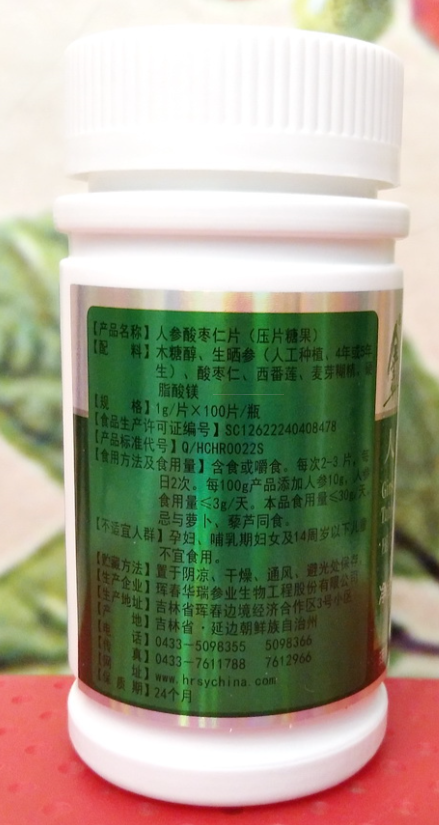 【产品名称】人参酸枣仁片（压片糖果）
【配　　料】木糖醇、生晒参（人工种植，4年或5年
生）、酸枣仁、西番莲、麦芽糊精、
脂酸镁
【规　　格】1g/片×100片/瓶
【食品生产许可证编号】SC12622240408478
【产品标准代号】Q/HCHR0022S
【食用方法及食用量】含食或嚼食。每次2-3片，
日2次。每100g产品添加人参10g，人参
食用量≤3g/天。本品食用量≤30g/天。
忌与萝卜、藜芦同食。
【不适宜人群】孕妇、哺乳期妇女及14周岁以下儿童
不宜食用。
【贮藏方法】置于阴凉、干燥、通风、避光处保存。
【生产企业】珲春华瑞参业生物工程股份有限公司
【生产地址】吉林省珲春边境经济合作区3号小区
【产　　地】吉林省·延边朝鲜族自治州
【电　　话】0433-5098355　5098366
【传　　真】0433-7611788　7612966
【网　　址】www.hrsychina.com
【保 质 期】24个月